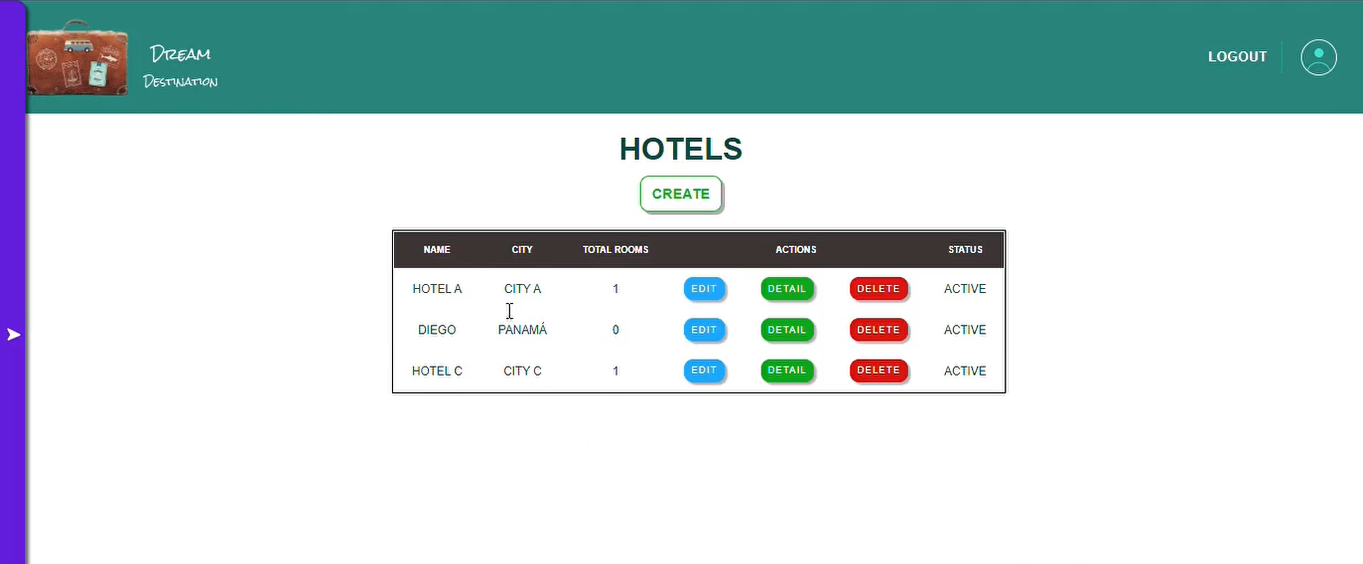 DREAM
DESTINATION
LOGOUT
HOTELS
CREATE
NAME CITY TOTAL ROOMS ACTIONS STATUS
HOTEL A CITY A 1 EDIT DETAIL DELETE ACTIVE
DIEGO PANAMÁ 0 EDIT DETAIL DELETE ACTIVE
HOTEL C CITY C 1 EDIT DETAIL DELETE ACTIVE